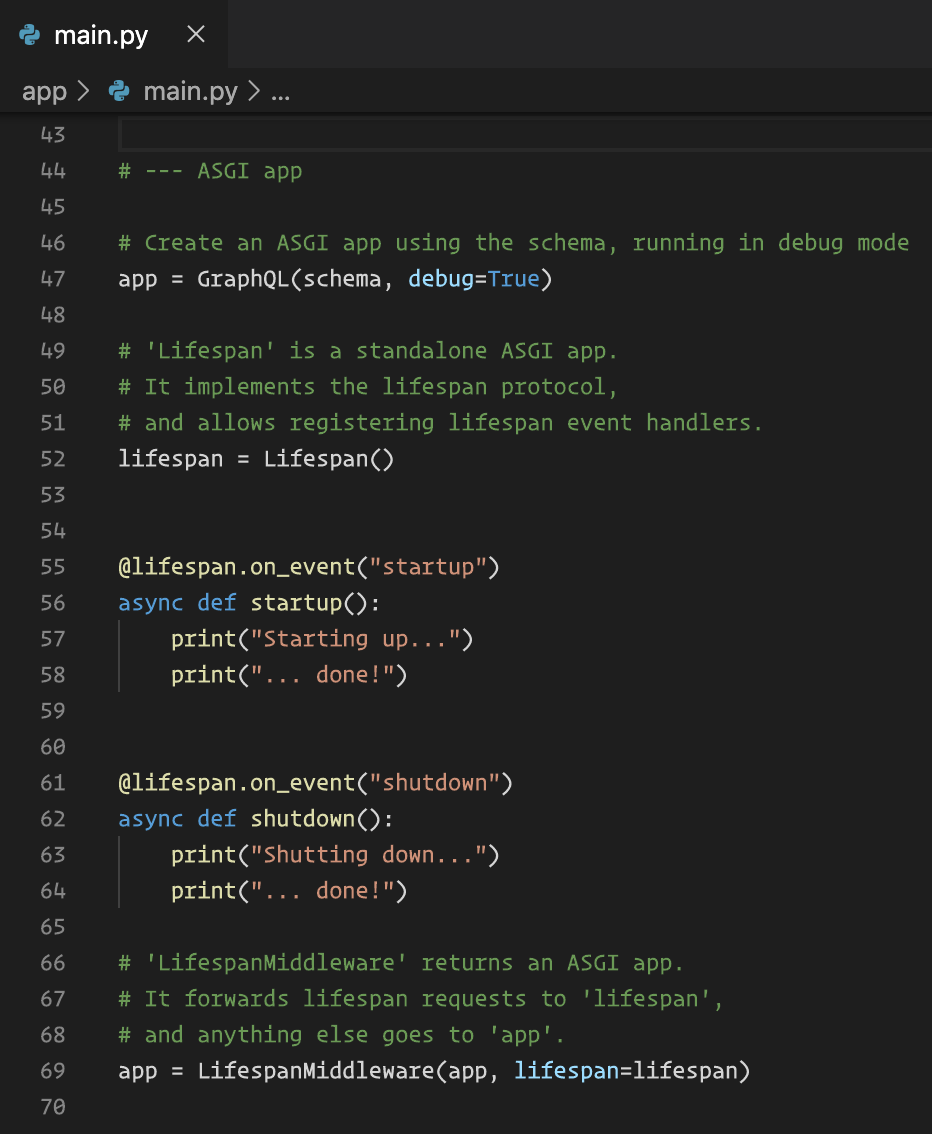 main.py
app > main.py > ...
43
44 # --- ASGI app
45
46 # Create an ASGI app using the schema, running in debug mode
47 app = GraphQL(schema, debug=True)
48
49 # 'Lifespan' is a standalone ASGI app.
50 # It implements the lifespan protocol,
51 # and allows registering lifespan event handlers.
52 lifespan = Lifespan()
53
54
55 @lifespan.on_event("startup")
56 async def startup():
57     print("Starting up...")
58     print("... done!")
59
60
61 @lifespan.on_event("shutdown")
62 async def shutdown():
63     print("Shutting down...")
64     print("... done!")
65
66 # 'LifespanMiddleware' returns an ASGI app.
67 # It forwards lifespan requests to 'lifespan',
68 # and anything else goes to 'app'.
69 app = LifespanMiddleware(app, lifespan=lifespan)
70